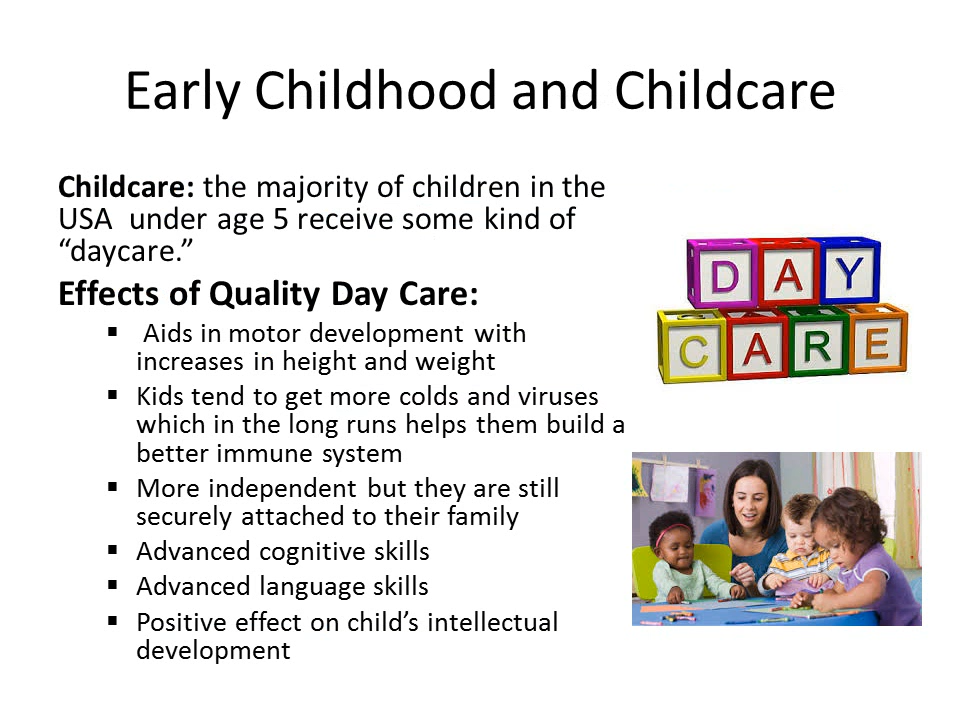 Early Childhood and Childcare
Childcare: the majority of children in the
USA  under age 5 receive some kind of
“daycare.”
Effects of Quality Day Care:
▪ Aids in motor development with
increases in height and weight
▪ Kids tend to get more colds and viruses
which in the long runs helps them build a
better immune system
▪ More independent but they are still
securely attached to their family
▪ Advanced cognitive skills
▪ Advanced language skills
▪ Positive effect on child’s intellectual
development
DAY
CARE